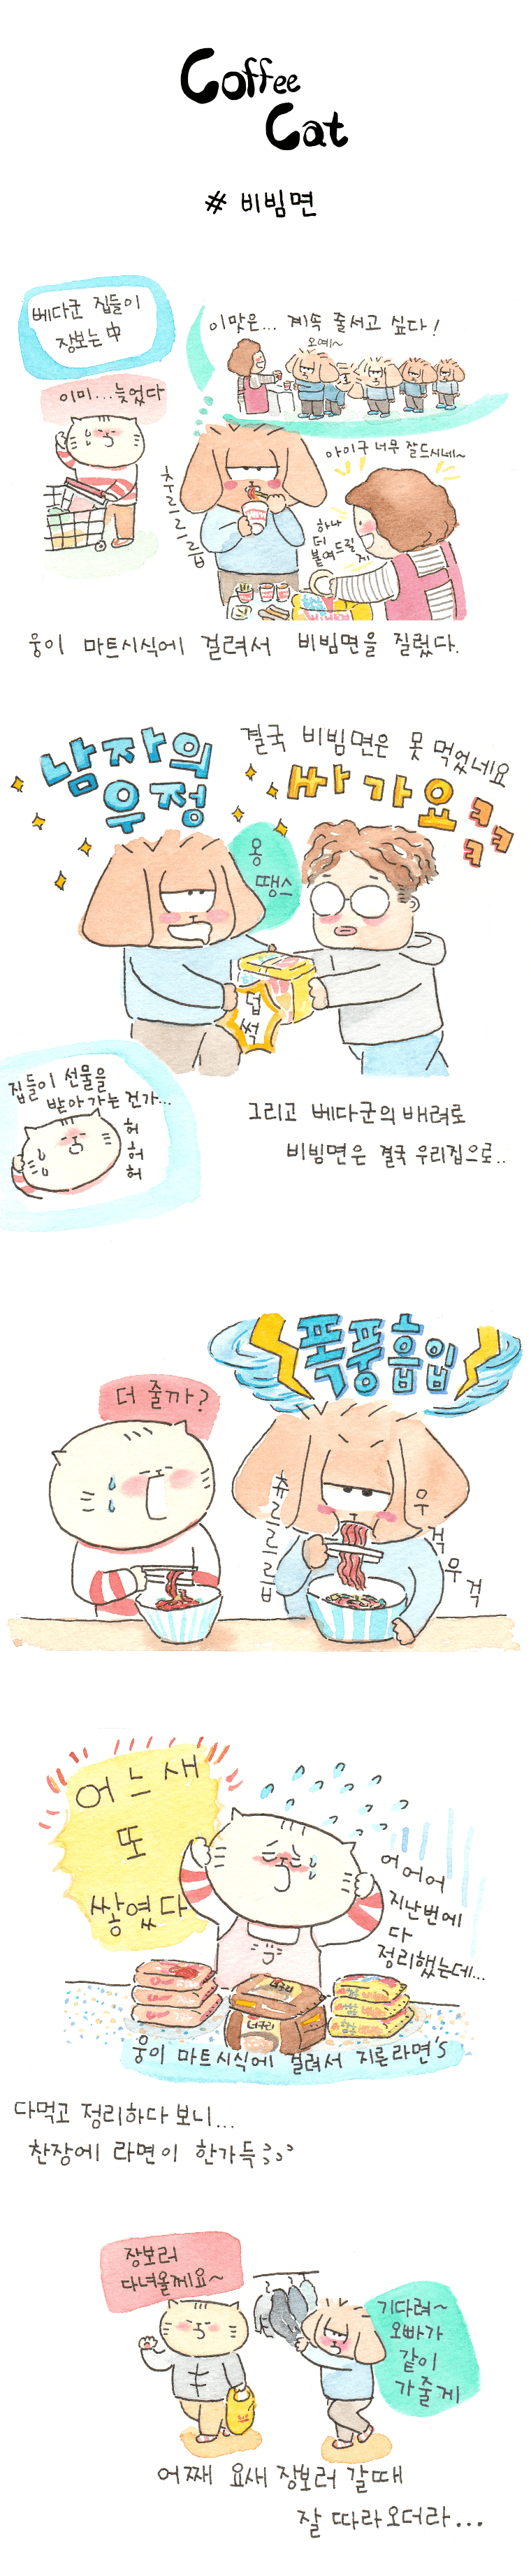 Coffee
Cat
# 비빔면
베다군 집들이
장보는 中
이미...늦었다
이맛은... 계속 줄서고 싶다!
오예~
아이구 너무 잘드시네~
츄르르르릅
하나
더
붙여드릴
게
웅이 마트시식에 걸려서 비빔면을 질렀다.
남자의
우정
결국 비빔면은 못 먹었네요
싸가요ㅋㅋㅋㅋ
옹
땡스
덥
썩
집들이 선물을
받아가는 건가...
허
허
허
그리고 베다군의 배려로
비빔면은 결국 우리집으로..
폭풍흡입
더 줄까?
츄르르르릅
우걱우걱
어느새
또
쌓였다
어어어
지난번에
다
정리했는데...
너구리
너구리
웅이 마트시식에 걸려서 지른라면's
다먹고 정리하다보니...
찬장에 라면이 한가득
장보러
다녀올께요~
기다려~
오빠가
같이
가줄게
어째 요새 장보러 갈때
잘 따라오더라...